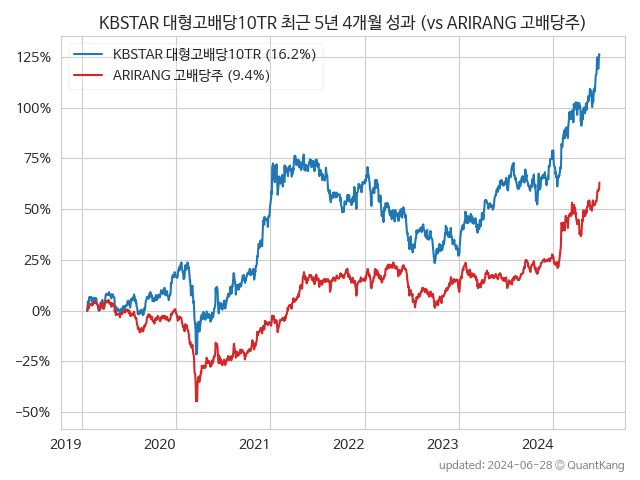 KBSTAR 대형고배당10TR 최근 5년 4개월 성과 (vs ARIRANG 고배당주)
KBSTAR 대형고배당10TR (16.2%)
ARIRANG 고배당주 (9.4%)
125%
100%
75%
50%
25%
0%
−25%
−50%
2019 2020 2021 2022 2023 2024
updated: 2024-06-28 © QuantKang